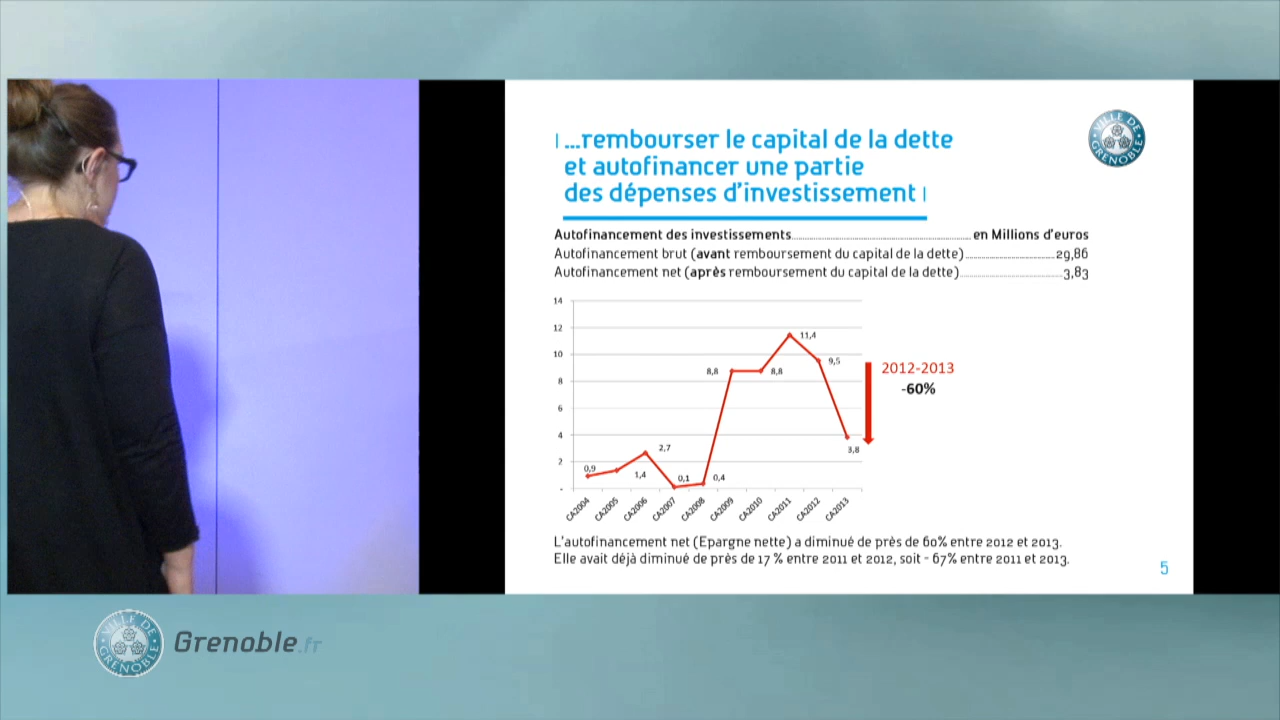 |...rembourser le capital de la dette
et autofinancer une partie
des dépenses d'investissement|
VILLE DE GRENOBLE
Autofinancement des investissements........en Millions d'euros
Autofinancement brut (avant remboursement du capital de la dette)........29,86
Autofinancement net (après remboursement du capital de la dette)........3,83
14
12
10
8
6
4
2
-
0,9
1,4
2,7
0,1
0,4
8,8
8,8
11,4
9,5
3,8
CA2004
CA2005
CA2006
CA2007
CA2008
CA2009
CA2010
CA2011
CA2012
CA2013
2012-2013
-60%
L'autofinancement net (Epargne nette) a diminué de près de 60% entre 2012 et 2013.
Elle avait déjà diminué de près de 17 % entre 2011 et 2012, soit - 67% entre 2011 et 2013.
5
VILLE DE GRENOBLE
Grenoble.fr